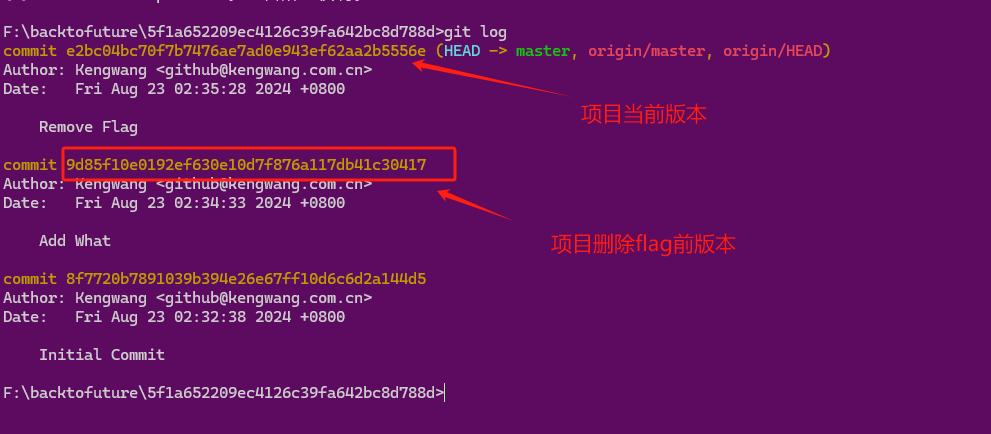 F:\backtofuture\5f1a652209ec4126c39fa642bc8d788d>git log
commit e2bc04bc70f7b7476ae7ad0e943ef62aa2b5556e (HEAD -> master, origin/master, origin/HEAD)
Author: Kengwang <github@kengwang.com.cn>
Date:   Fri Aug 23 02:35:28 2024 +0800
项目当前版本
Remove Flag
commit 9d85f10e0192ef630e10d7f876a117db41c30417
Author: Kengwang <github@kengwang.com.cn>
Date:   Fri Aug 23 02:34:33 2024 +0800
Add What
项目删除flag前版本
commit 8f7720b7891039b394e26e67ff10d6c6d2a144d5
Author: Kengwang <github@kengwang.com.cn>
Date:   Fri Aug 23 02:32:38 2024 +0800
Initial Commit
F:\backtofuture\5f1a652209ec4126c39fa642bc8d788d>